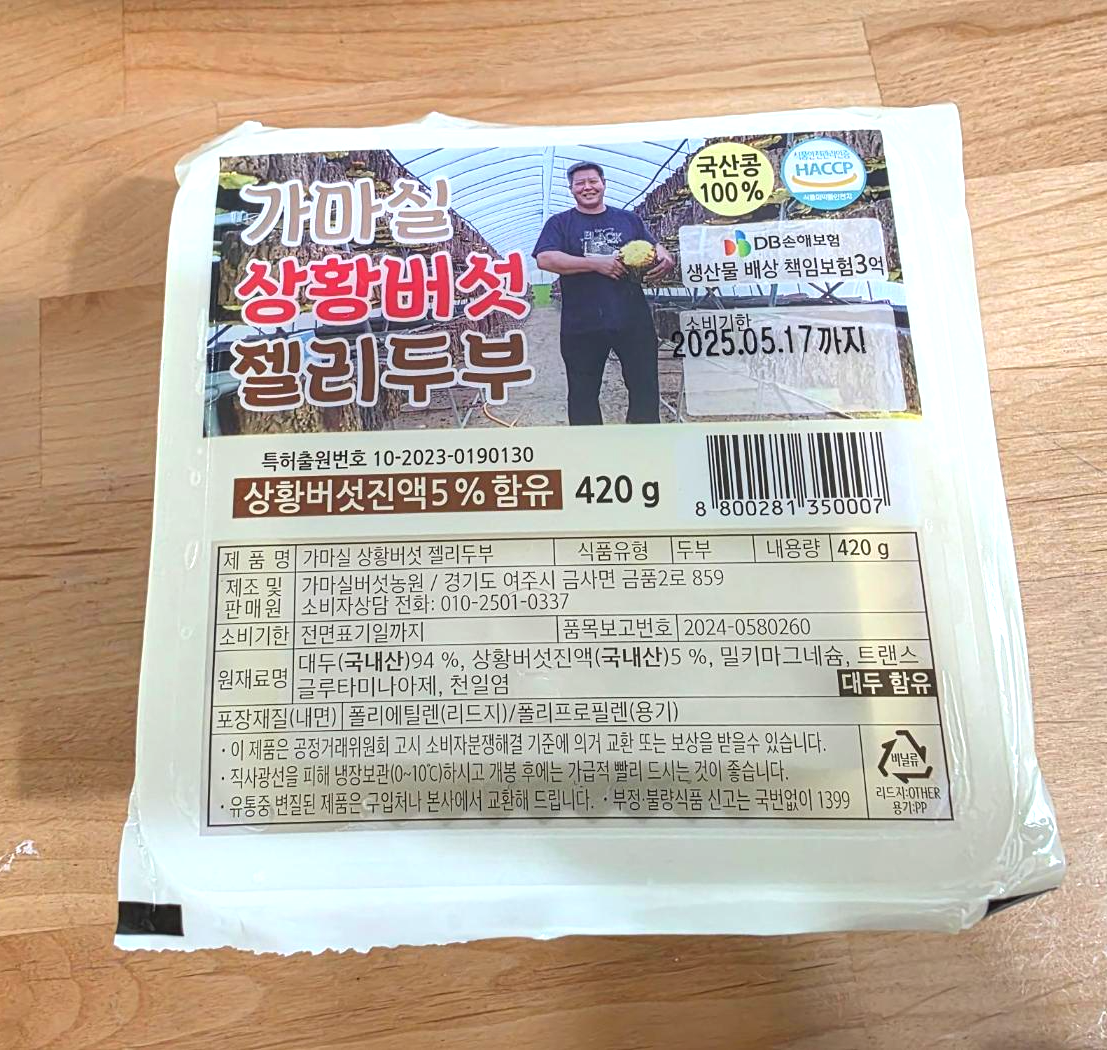 가마실
상황버섯
젤리두부
국산콩
100%
식품안전관리인증
HACCP
식품의약품안전처
DB손해보험
생산물 배상 책임보험3억
소비기한
2025.05.17까지
특허출원번호 10-2023-0190130
상황버섯진액5% 함유 420 g
8 800281 350007
제 품 명 가마실 상황버섯 젤리두부 식품유형 두부 내용량 420 g
제조 및 판매원 가마실버섯농원 / 경기도 여주시 금사면 금품2로 859
소비자상담 전화: 010-2501-0337
소비기한 전면표기일까지 품목보고번호 2024-0580260
원재료명 대두(국내산)94 %, 상황버섯진액(국내산)5 %, 밀키마그네슘, 트랜스
글루타미나아제, 천일염 대두 함유
포장재질(내면) 폴리에틸렌(리드지)/폴리프로필렌(용기)
· 이 제품은 공정거래위원회 고시 소비자분쟁해결 기준에 의거 교환 또는 보상을 받을수 있습니다.
· 직사광선을 피해 냉장보관(0~10℃)하시고 개봉 후에는 가급적 빨리 드시는 것이 좋습니다.
· 유통중 변질된 제품은 구입처나 본사에서 교환해 드립니다. · 부정·불량식품 신고는 국번없이 1399
비닐류
리드지:OTHER
용기:PP